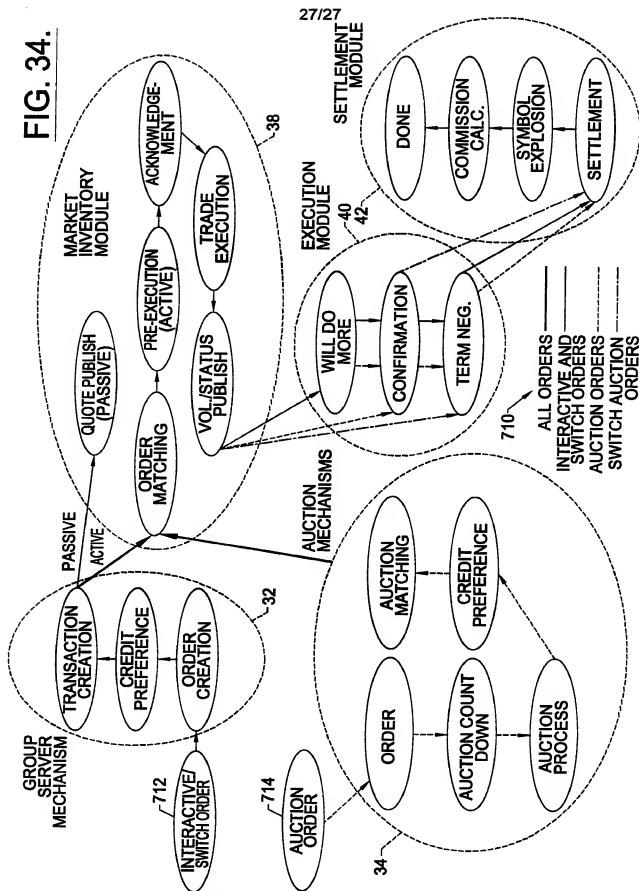 27/27
FIG. 34.
GROUP
SERVER
MECHANISM
TRANSACTION
CREATION
CREDIT
PREFERENCE
ORDER
CREATION
32
712
INTERACTIVE/
SWITCH ORDER
PASSIVE
ACTIVE
MARKET
INVENTORY
MODULE
QUOTE PUBLISH
(PASSIVE)
ORDER
MATCHING
PRE-EXECUTION
(ACTIVE)
ACKNOWLEDGE-
MENT
TRADE
EXECUTION
VOL./STATUS
PUBLISH
38
714
AUCTION
ORDER
AUCTION MECHANISMS
ORDER
AUCTION COUNT
DOWN
AUCTION
PROCESS
CREDIT
PREFERENCE
AUCTION
MATCHING
34
EXECUTION
MODULE
40
WILL DO
MORE
CONFIRMATION
TERM NEG.
SETTLEMENT
MODULE
42
DONE
COMMISSION
CALC.
SYMBOL
EXPLOSION
SETTLEMENT
710
ALL ORDERS
INTERACTIVE AND
SWITCH ORDERS
AUCTION ORDERS
SWITCH AUCTION
ORDERS